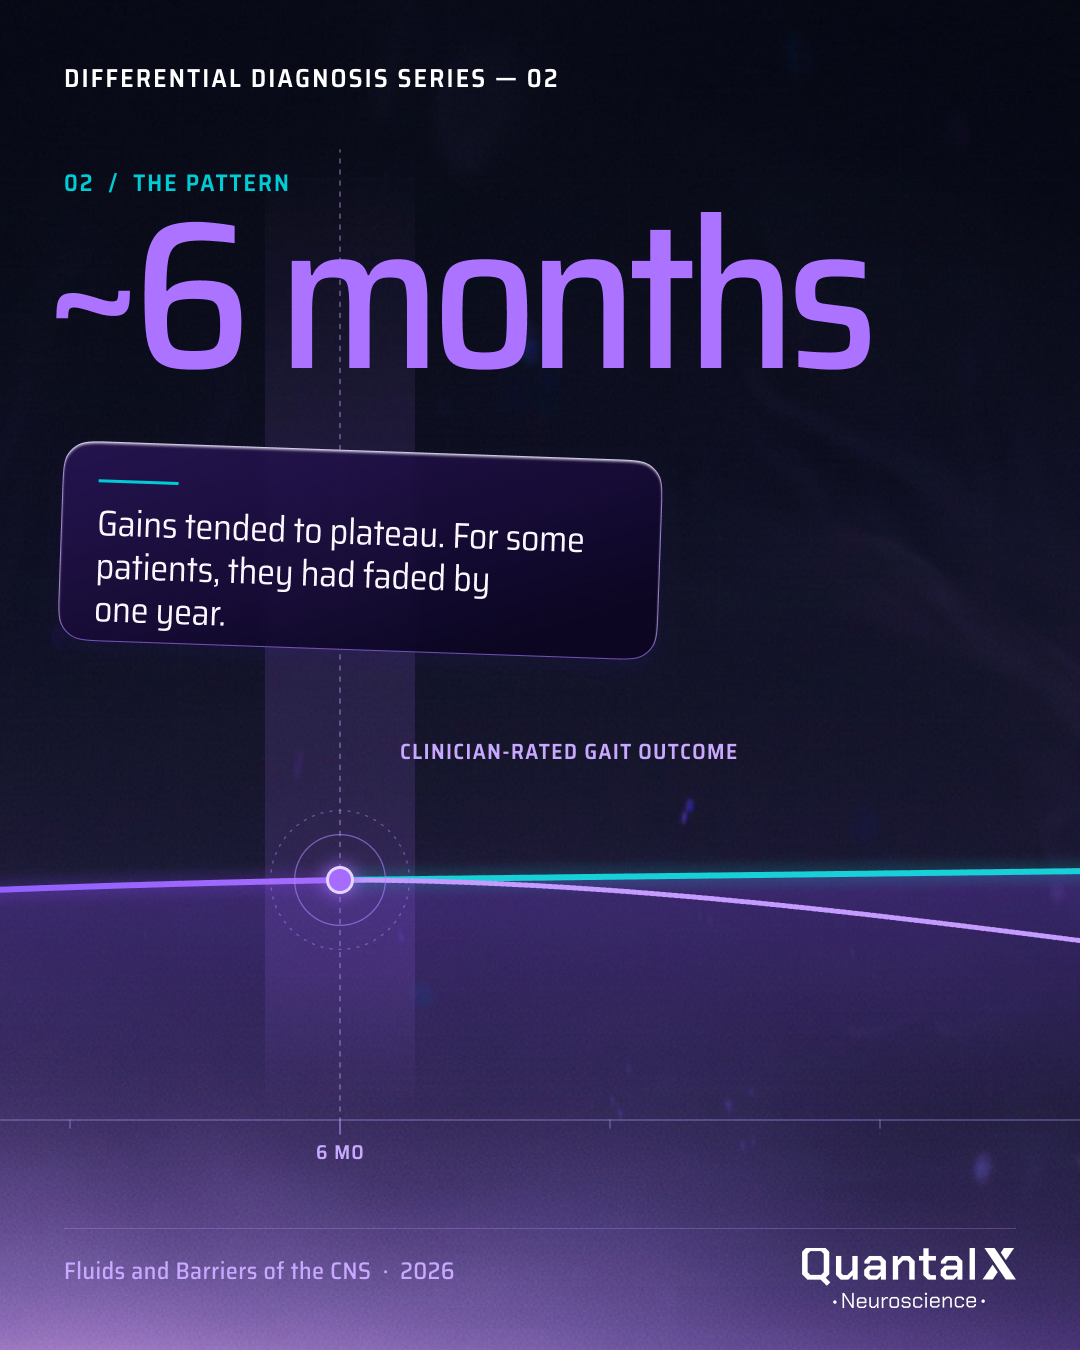 DIFFERENTIAL DIAGNOSIS SERIES — 02
02 / THE PATTERN
~6 months
Gains tended to plateau. For some
patients, they had faded by
one year.
CLINICIAN-RATED GAIT OUTCOME
6 MO
Fluids and Barriers of the CNS · 2026
QuantalX
·Neuroscience·